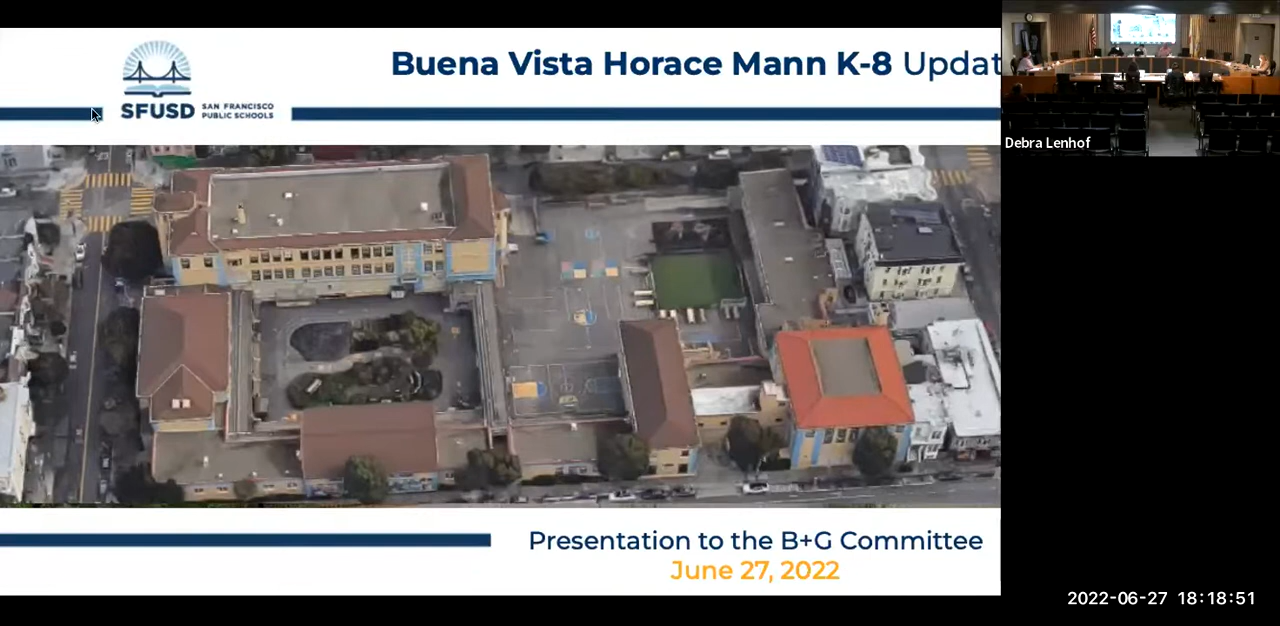 Buena Vista Horace Mann K-8 Updat
SFUSD
SAN FRANCISCO
PUBLIC SCHOOLS
Debra Lenhof
Presentation to the B+G Committee
June 27, 2022
2022-06-27 18:18:51